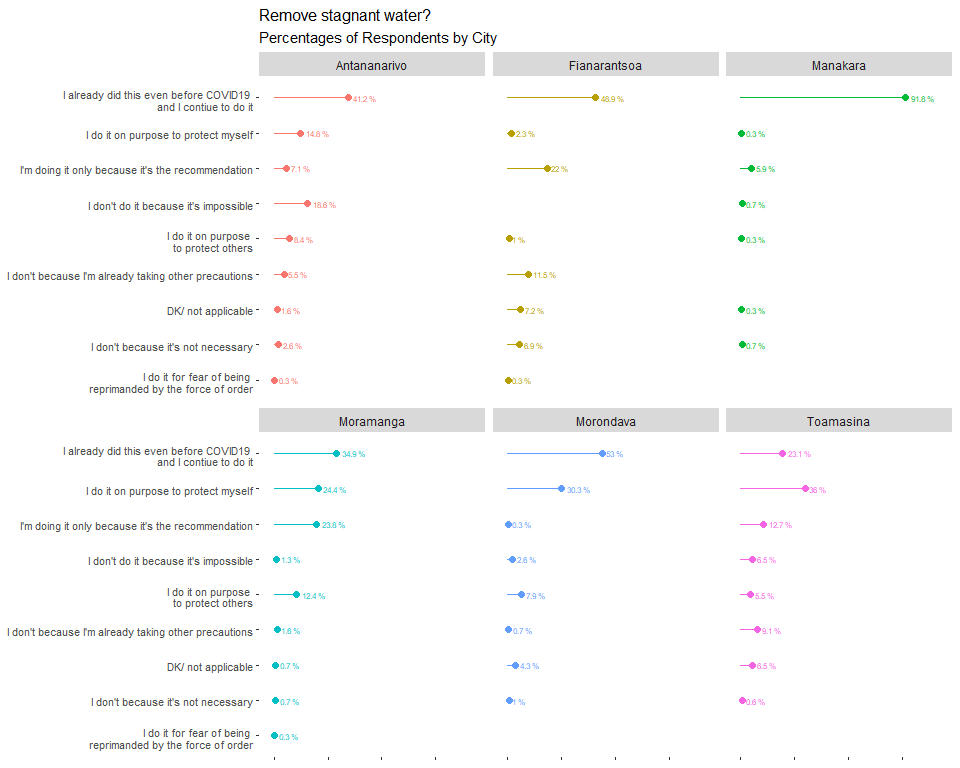 Remove stagnant water?
Percentages of Respondents by City
Antananarivo Fianarantsoa Manakara
I already did this even before COVID19
and I contiue to do it
41.2 % 48.9 % 91.8 %
I do it on purpose to protect myself 14.8 % 2.3 % 0.3 %
I'm doing it only because it's the recommendation 7.1 % 22 % 5.9 %
I don't do it because it's impossible 18.6 % 0.7 %
I do it on purpose
to protect others
8.4 % 1 % 0.3 %
I don't because I'm already taking other precautions 5.5 % 11.5 %
DK/ not applicable 1.6 % 7.2 % 0.3 %
I don't because it's not necessary 2.6 % 6.9 % 0.7 %
I do it for fear of being
reprimanded by the force of order
0.3 % 0.3 %
Moramanga Morondava Toamasina
I already did this even before COVID19
and I contiue to do it
34.9 % 53 % 23.1 %
I do it on purpose to protect myself 24.4 % 30.3 % 36 %
I'm doing it only because it's the recommendation 23.8 % 0.3 % 12.7 %
I don't do it because it's impossible 1.3 % 2.6 % 6.5 %
I do it on purpose
to protect others
12.4 % 7.9 % 5.5 %
I don't because I'm already taking other precautions 1.6 % 0.7 % 9.1 %
DK/ not applicable 0.7 % 4.3 % 6.5 %
I don't because it's not necessary 0.7 % 1 % 0.6 %
I do it for fear of being
reprimanded by the force of order
0.3 %